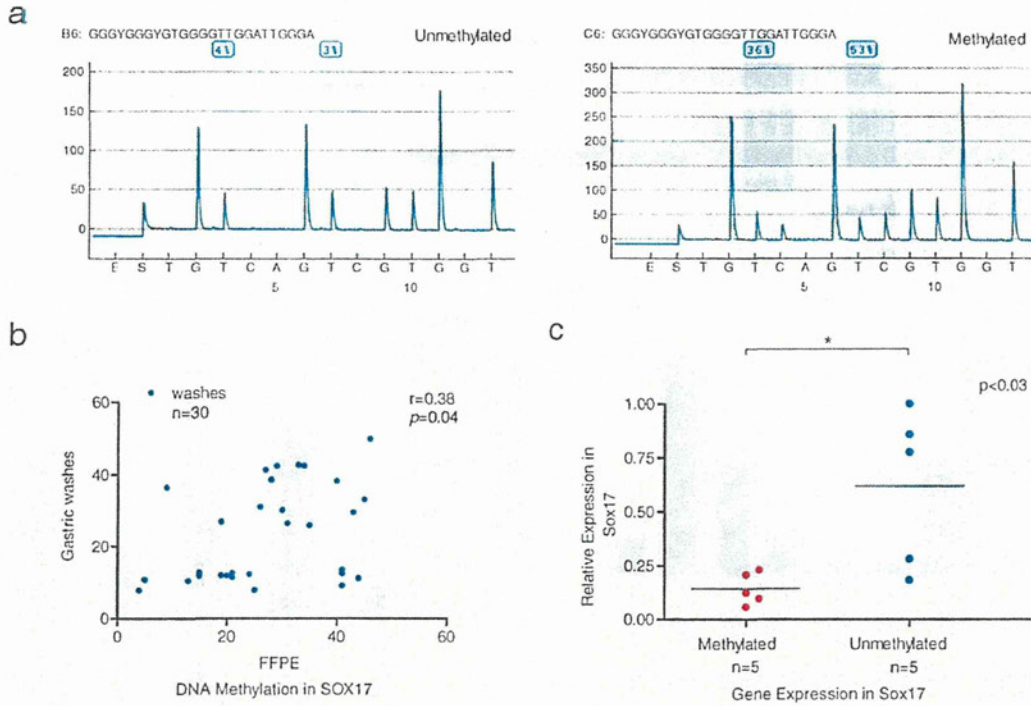 a
B6: GGGYGGGYGTGGGGTTGGATTGGGA
Unmethylated
4%
3%
200
150
100
50
0
E S T G T C A G T C G T G G T
5 10
C6: GGGYGGGYGTGGGGTTGGATTGGGA
Methylated
36%
53%
350
300
250
200
150
100
50
0
E S T G T C A G T C G T G G T
5 10
b
washes
n=30
r=0.38
p=0.04
Gastric washes
60
40
20
0
0 20 40 60
FFPE
DNA Methylation in SOX17
c
*
p<0.03
Relative Expression in
Sox17
1.00
0.75
0.50
0.25
0.00
Methylated
n=5
Unmethylated
n=5
Gene Expression in Sox17